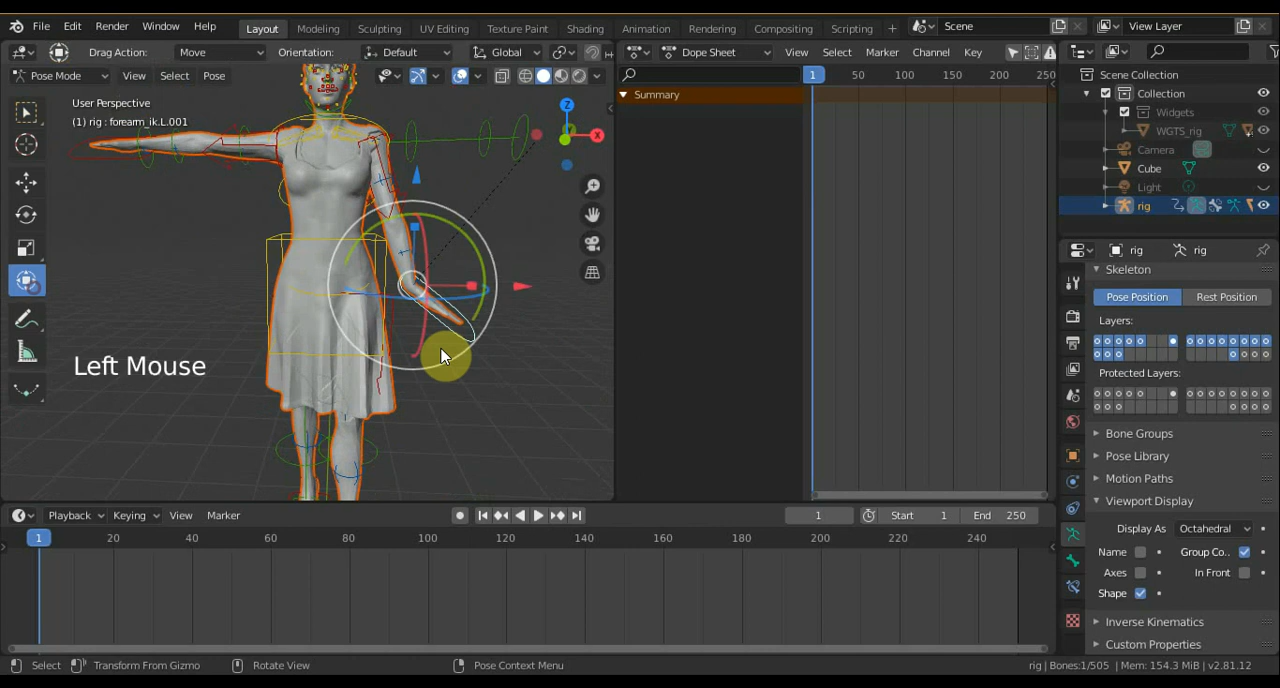 File Edit Render Window Help Layout Modeling Sculpting UV Editing Texture Paint Shading Animation Rendering Compositing Scripting + Scene View Layer
Drag Action: Move Orientation: Default Global Dope Sheet View Select Marker Channel Key
Pose Mode View Select Pose 1 50 100 150 200 250
Scene Collection
Collection
Widgets
WGTS_rig
Camera
Cube
Light
rig
Summary
User Perspective
(1) rig : forearm_ik.L.001
Z
X
Left Mouse
rig rig
Skeleton
Pose Position Rest Position
Layers:
Protected Layers:
Bone Groups
Pose Library
Motion Paths
Viewport Display
Display As Octahedral
Name Group Co..
Axes In Front
Shape
Inverse Kinematics
Custom Properties
Playback Keying View Marker 1 Start 1 End 250
1 20 40 60 80 100 120 140 160 180 200 220 240
Select Transform From Gizmo Rotate View Pose Context Menu rig | Bones:1/505 | Mem: 154.3 MiB | v2.81.12